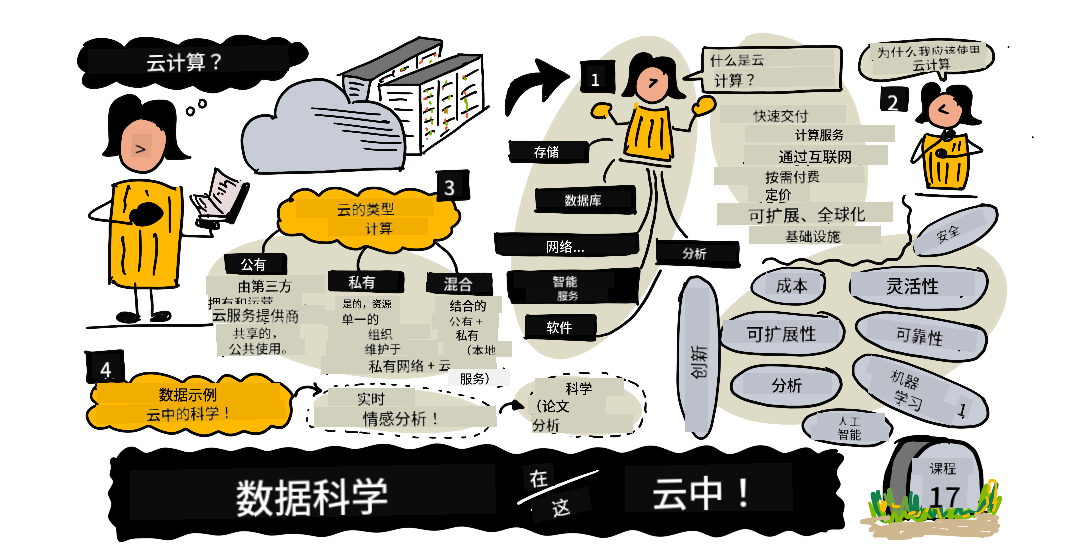 云计算？
1
什么是云
计算？
快速交付
计算服务
通过互联网
按需付费
定价
可扩展、全球化
基础设施
存储
数据库
网络...
智能
服务
软件
分析
为什么我应该使用
云计算
2
安全
成本
灵活性
可扩展性
可靠性
分析
机器
学习
1
人工
智能
创新
3
云的类型
计算
公有
由第三方
拥有和运营
云服务提供商
共享的，
公共使用。
私有
是的，资源
单一的
组织
维护于
私有网络 + 云
混合
结合的
公有 +
私有
（本地
服务）
4
数据示例
云中的科学！
实时
情感分析！
科学
（论文
分析
数据科学
在
这
云中！
课程
17